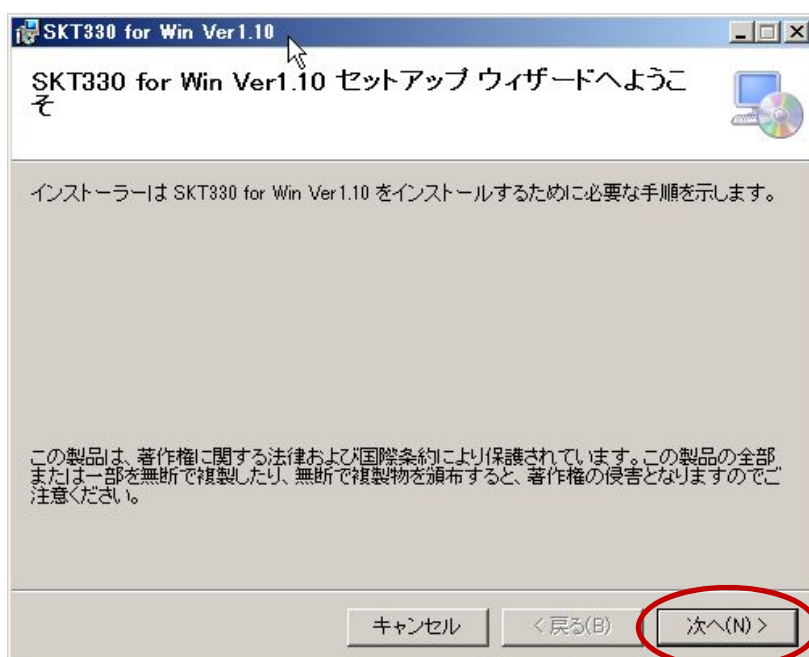 SKT330 for Win Ver1.10
SKT330 for Win Ver1.10 セットアップ ウィザードへようこ
そ
インストーラーは SKT330 for Win Ver1.10 をインストールするために必要な手順を示します。
この製品は、著作権に関する法律および国際条約により保護されています。この製品の全部
または一部を無断で複製したり、無断で複製物を頒布すると、著作権の侵害となりますのでご
注意ください。
キャンセル
< 戻る(B)
次へ(N) >